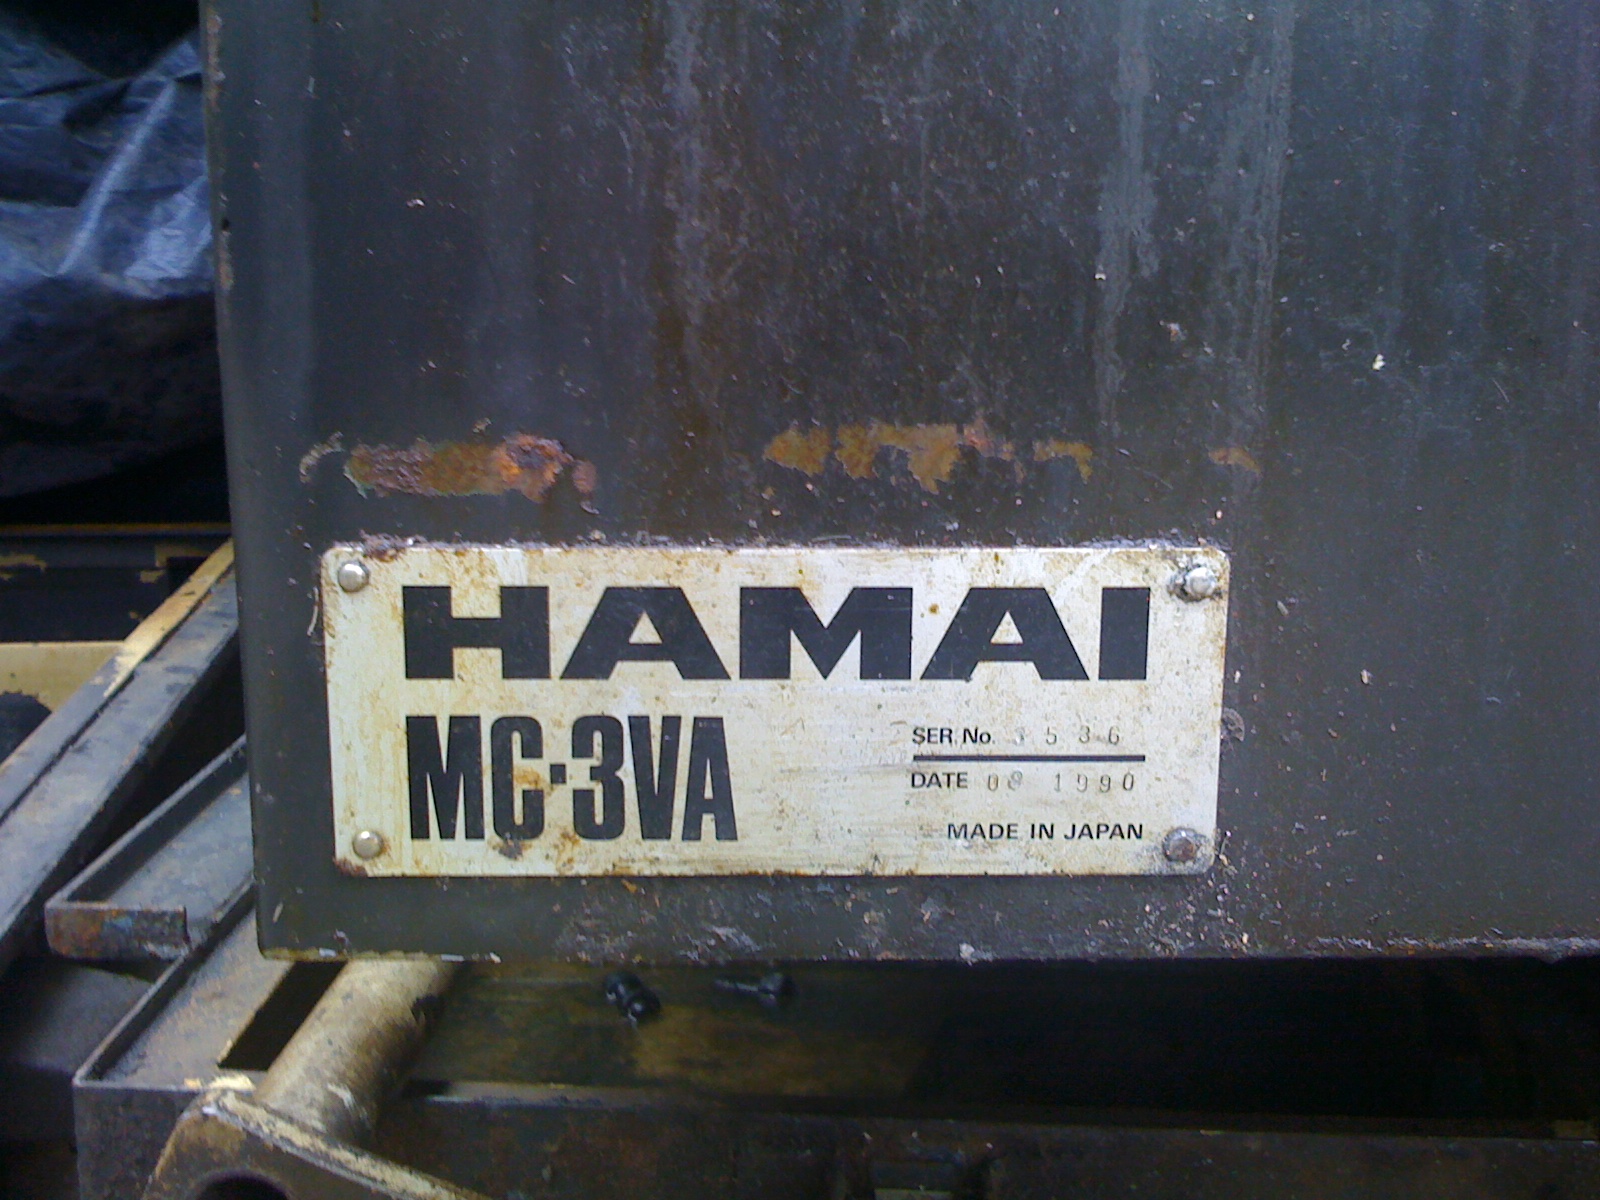 HAMAI
MC-3VA
SER. No. 3536
DATE 08 1990
MADE IN JAPAN